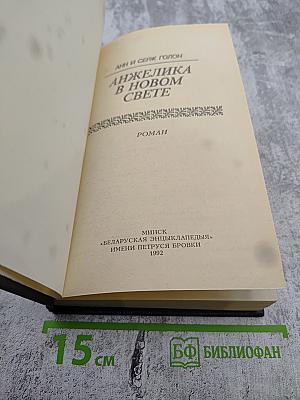 АНН И СЕРЖ ГОЛОН
АНЖЕЛИКА
В НОВОМ
СВЕТЕ
РОМАН
МИНСК
«БЕЛАРУСКАЯ ЭНЦЫКЛАПЕДЫЯ»
ИМЕНИ ПЕТРУСЯ БРОВКИ
1992
15 см
БФ БИБЛИОФАН